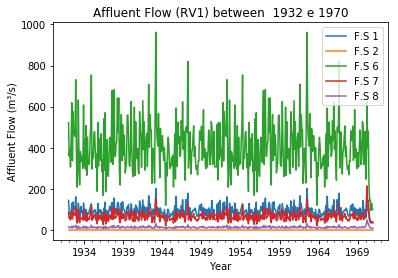 Affluent Flow (RV1) between  1932 e 1970
Affluent Flow (m³/s)
1000
800
600
400
200
0
F.S 1
F.S 2
F.S 6
F.S 7
F.S 8
1934
1939
1944
1949
1954
1959
1964
1969
Year